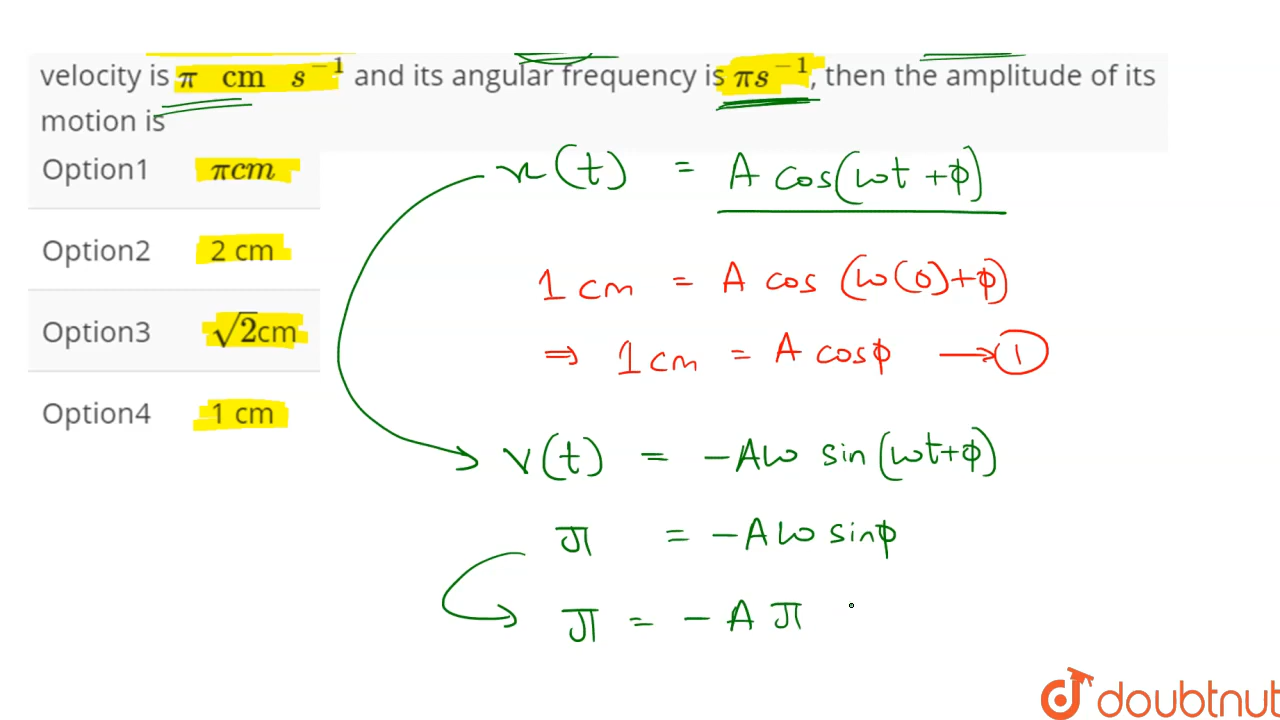 velocity is π cm s⁻¹ and its angular frequency is πs⁻¹, then the amplitude of its
motion is
Option1 πcm
Option2 2 cm
Option3 √2cm
Option4 1 cm
x(t) = A cos(ωt + φ)
1 cm = A cos (ω(0)+φ)
⇒ 1 cm = A cosφ → 1
v(t) = -Aω sin(ωt+φ)
π = -Aω sinφ
π = - A π
doubtnut